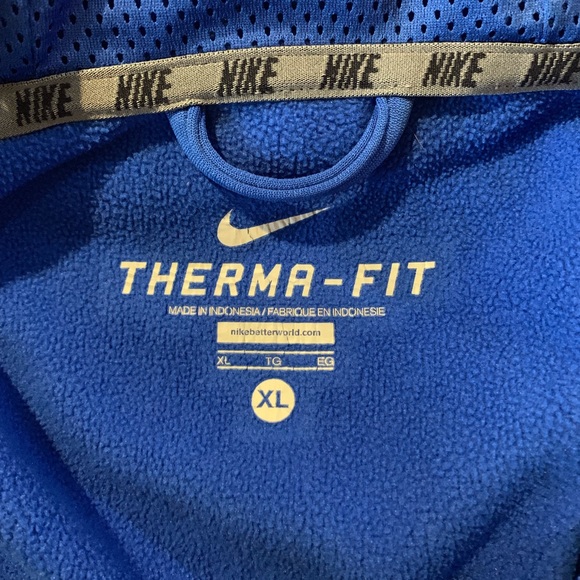 NIKE NIKE NIKE NIKE NIKE NIKE
THERMA-FIT
MADE IN INDONESIA / FABRIQUE EN INDONESIE
nikebetterworld.com
XL TG EG
XL